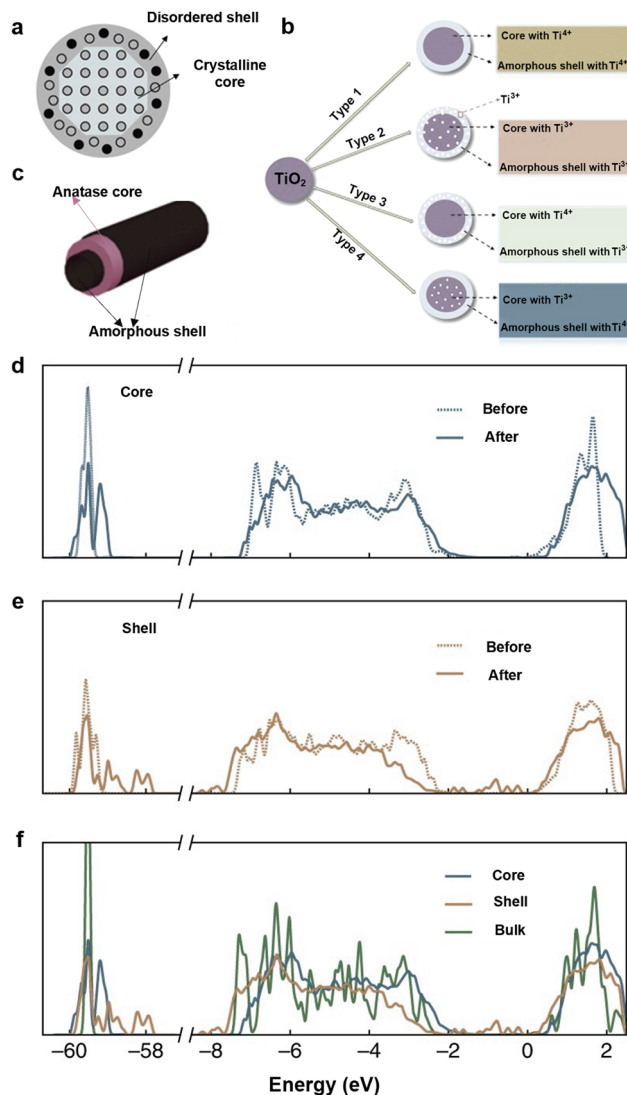 a
Disordered shell
Crystalline
core
b
Core with Ti4+
Amorphous shell with Ti4+
Type 1
Ti3+
Core with Ti3+
Amorphous shell with Ti3
Type 2
TiO2
Type 3
Core with Ti4+
Amorphous shell with Ti3
Type 4
Core with Ti3+
Amorphous shell with Ti4
c
Anatase core
Amorphous shell
d
Core
Before
After
e
Shell
Before
After
f
Core
Shell
Bulk
−60 −58 −8 −6 −4 −2 0 2
Energy (eV)